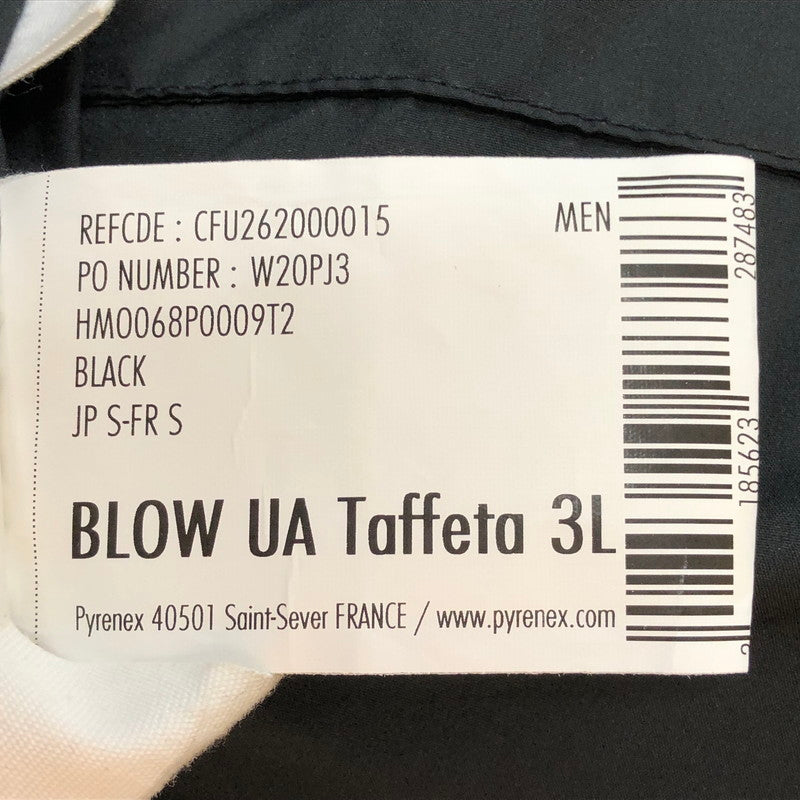 REFCDE : CFU262000015
MEN
PO NUMBER : W20PJ3
HM0068P0009T2
BLACK
JP S-FR S
BLOW UA Taffeta 3L
Pyrenex 40501 Saint-Sever FRANCE / www.pyrenex.com
287483
185623